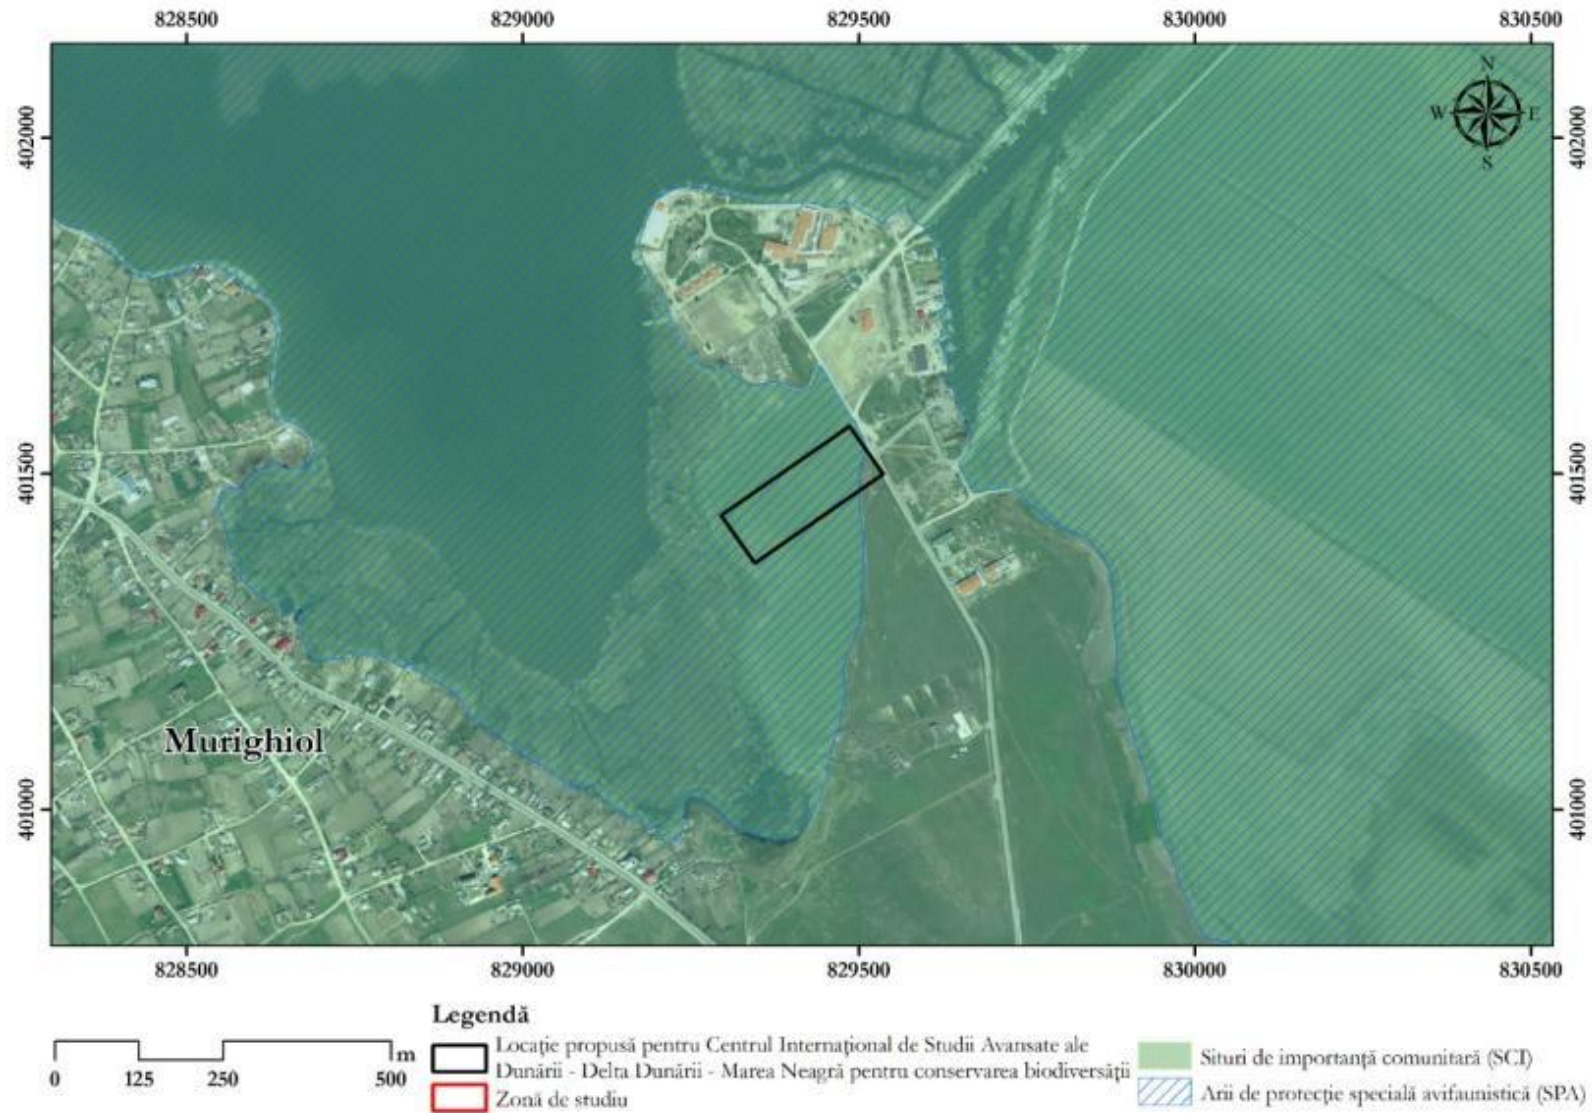 828500 829000 829500 830000 830500
N
W E
S
402000 402000
401500 401500
Murighiol
401000 401000
828500 829000 829500 830000 830500
Legendă
Locație propusă pentru Centrul Internațional de Studii Avansate ale
Dunării - Delta Dunării - Marea Neagră pentru conservarea biodiversății
Zonă de studiu
Situri de importanță comunitară (SCI)
Arii de protecție specială avifaunistică (SPA)
m
0 125 250 500